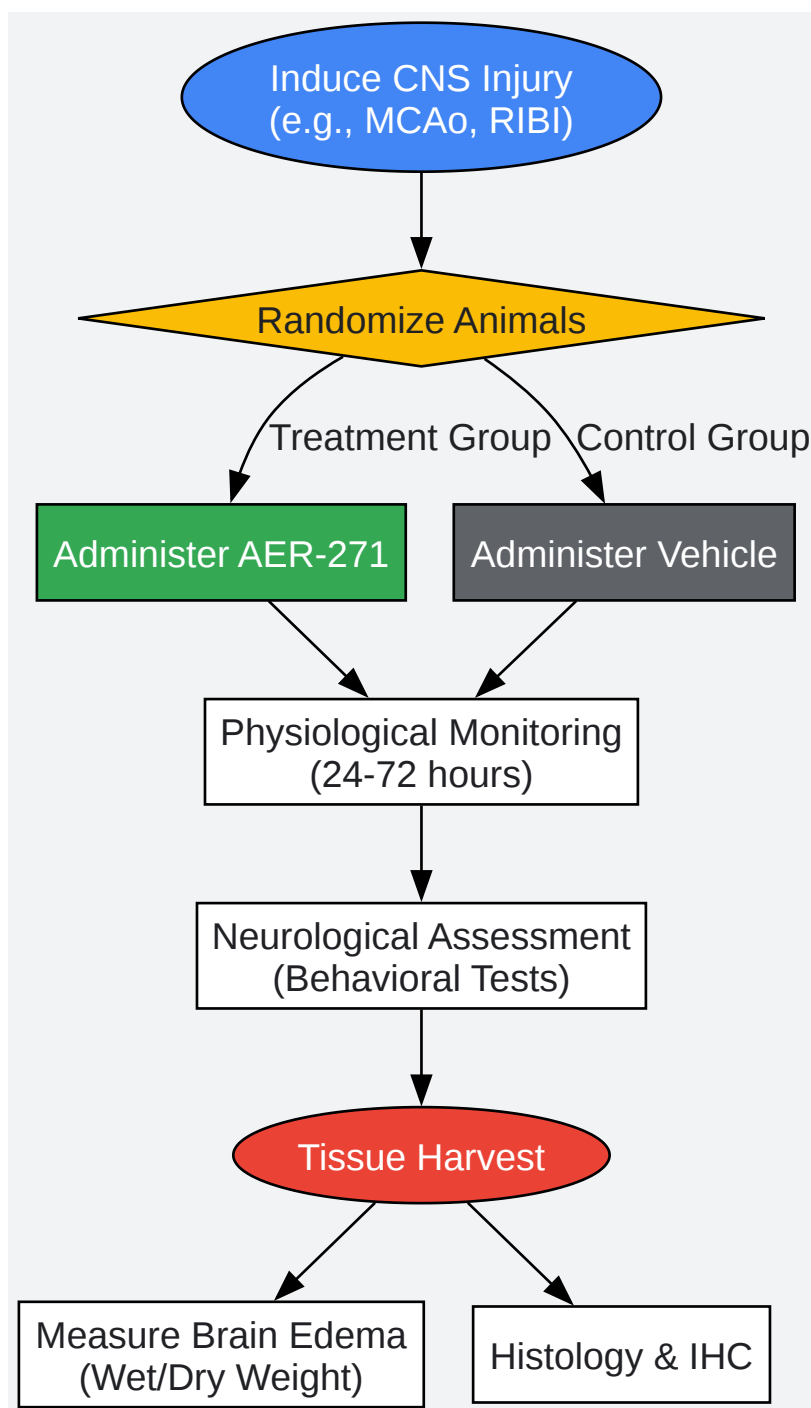 Induce CNS Injury
(e.g., MCAo, RIBI)
Randomize Animals
Treatment Group
Control Group
Administer AER-271
Administer Vehicle
Physiological Monitoring
(24-72 hours)
Neurological Assessment
(Behavioral Tests)
Tissue Harvest
Measure Brain Edema
(Wet/Dry Weight)
Histology & IHC